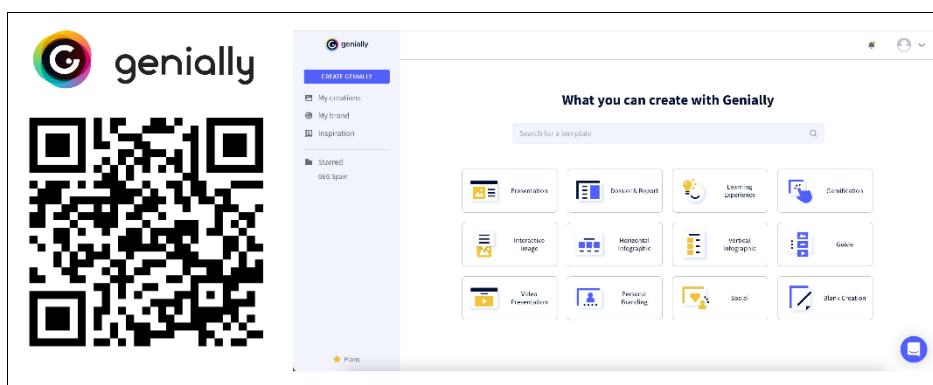 genially
genially
CREATE GENIALLY
My creations
My brand
Inspiration
Starred
GEG Spain
Plans
What you can create with Genially
Search for a template
Presentation
Dossier & Report
Learning
Experience
Gamification
Interactive
Image
Horizontal
Infographic
Vertical
Infographic
Guide
Video
Presentation
Personal
Branding
Social
Blank Creation